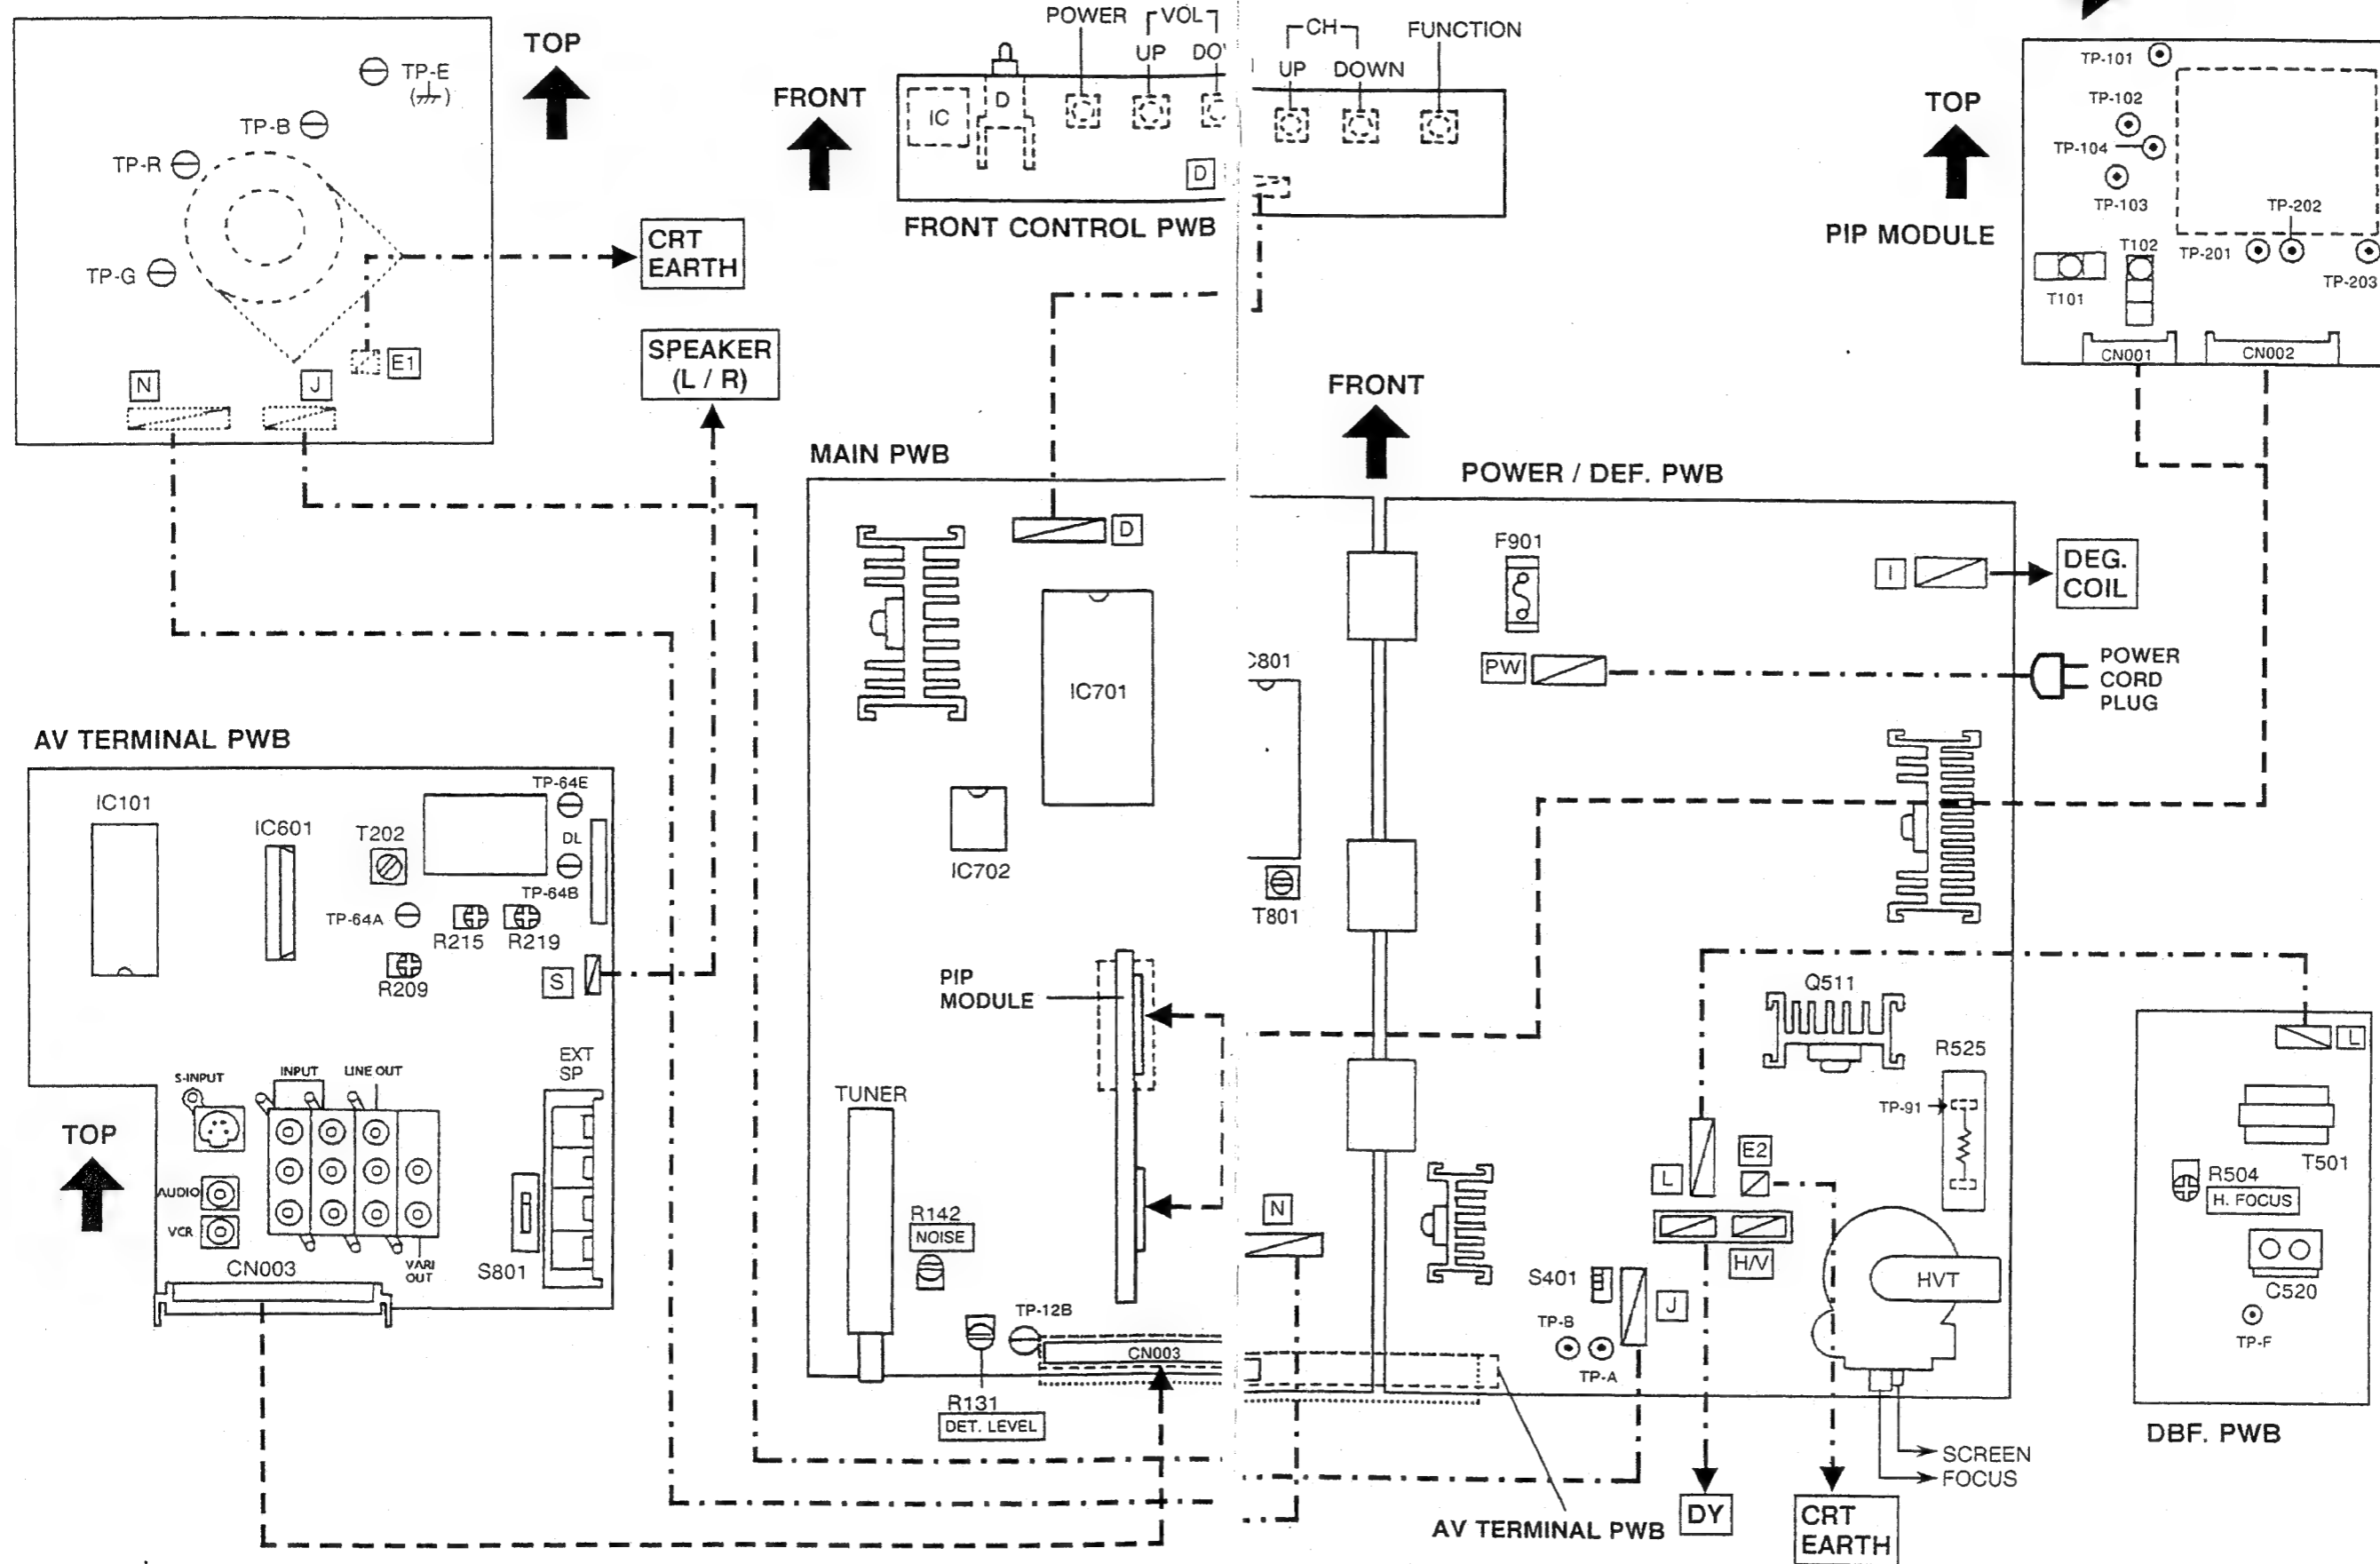 TOP
TP-E
TP-B
TP-R
TP-G
E1
N
J
CRT
EARTH
SPEAKER
(L / R)
FRONT
POWER
VOL
UP
DO
IC
D
D
FRONT CONTROL PWB
CH
UP
DOWN
FUNCTION
TOP
PIP MODULE
TP-101
TP-102
TP-104
TP-103
TP-202
TP-201
TP-203
T102
T101
CN001
CN002
MAIN PWB
D
IC701
IC702
C801
T801
PIP
MODULE
TUNER
R142
NOISE
TP-12B
CN003
R131
DET. LEVEL
N
FRONT
POWER / DEF. PWB
F901
I
DEG.
COIL
PW
POWER
CORD
PLUG
Q511
R525
TP-91
L
E2
H/V
HVT
S401
J
TP-B
TP-A
SCREEN
FOCUS
DY
CRT
EARTH
AV TERMINAL PWB
L
T501
R504
H. FOCUS
C520
TP-F
DBF. PWB
AV TERMINAL PWB
IC101
IC601
T202
TP-64E
DL
TP-64B
TP-64A
R215
R219
R209
S
EXT
SP
S-INPUT
INPUT
LINE OUT
TOP
AUDIO
VCR
VARI
OUT
CN003
S801